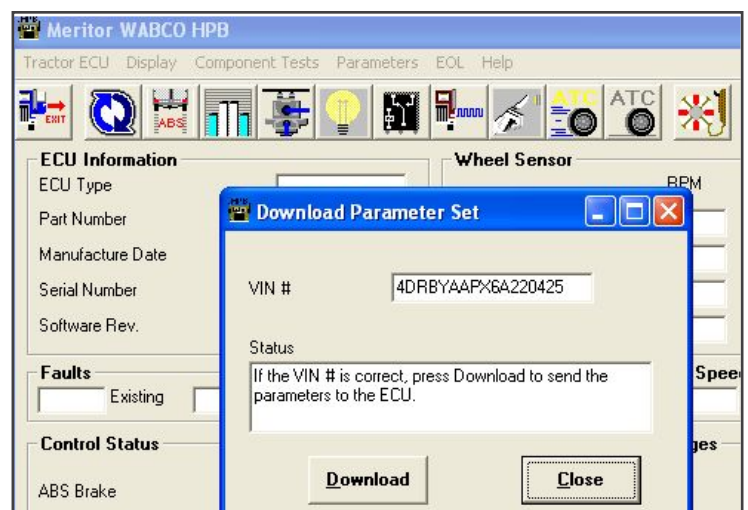 Meritor WABCO HPB
Tractor ECU Display Component Tests Parameters EOL Help
EXIT ABS ATC ATC
ECU Information
ECU Type
Part Number
Manufacture Date
Serial Number
Software Rev.
Wheel Sensor
RPM
Download Parameter Set
VIN # 4DRBYAAPX6A220425
Status
If the VIN # is correct, press Download to send the
parameters to the ECU.
Download Close
Faults
Existing
Control Status
ABS Brake